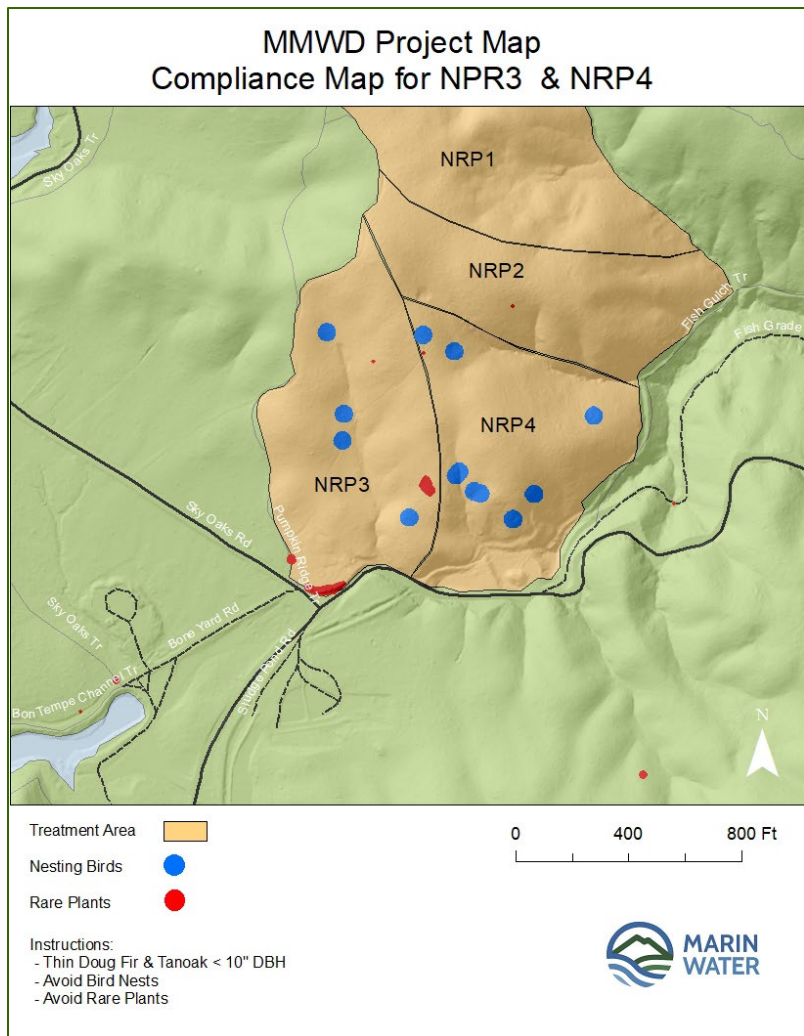 MMWD Project Map
Compliance Map for NPR3 & NRP4
NRP1
Sky Oaks Tr
NRP2
Fish Gulch Tr
Fish Grade
NRP4
NRP3
Sky Oaks Rd
Pumpkin Ridge Tr
Sky Oaks Tr
Bone Yard Rd
Sludge Pond Rd
Bon Tempe Channel Tr
N
Treatment Area
0 400 800 Ft
Nesting Birds
Rare Plants
Instructions:
- Thin Doug Fir & Tanoak < 10" DBH
- Avoid Bird Nests
- Avoid Rare Plants
MARIN
WATER